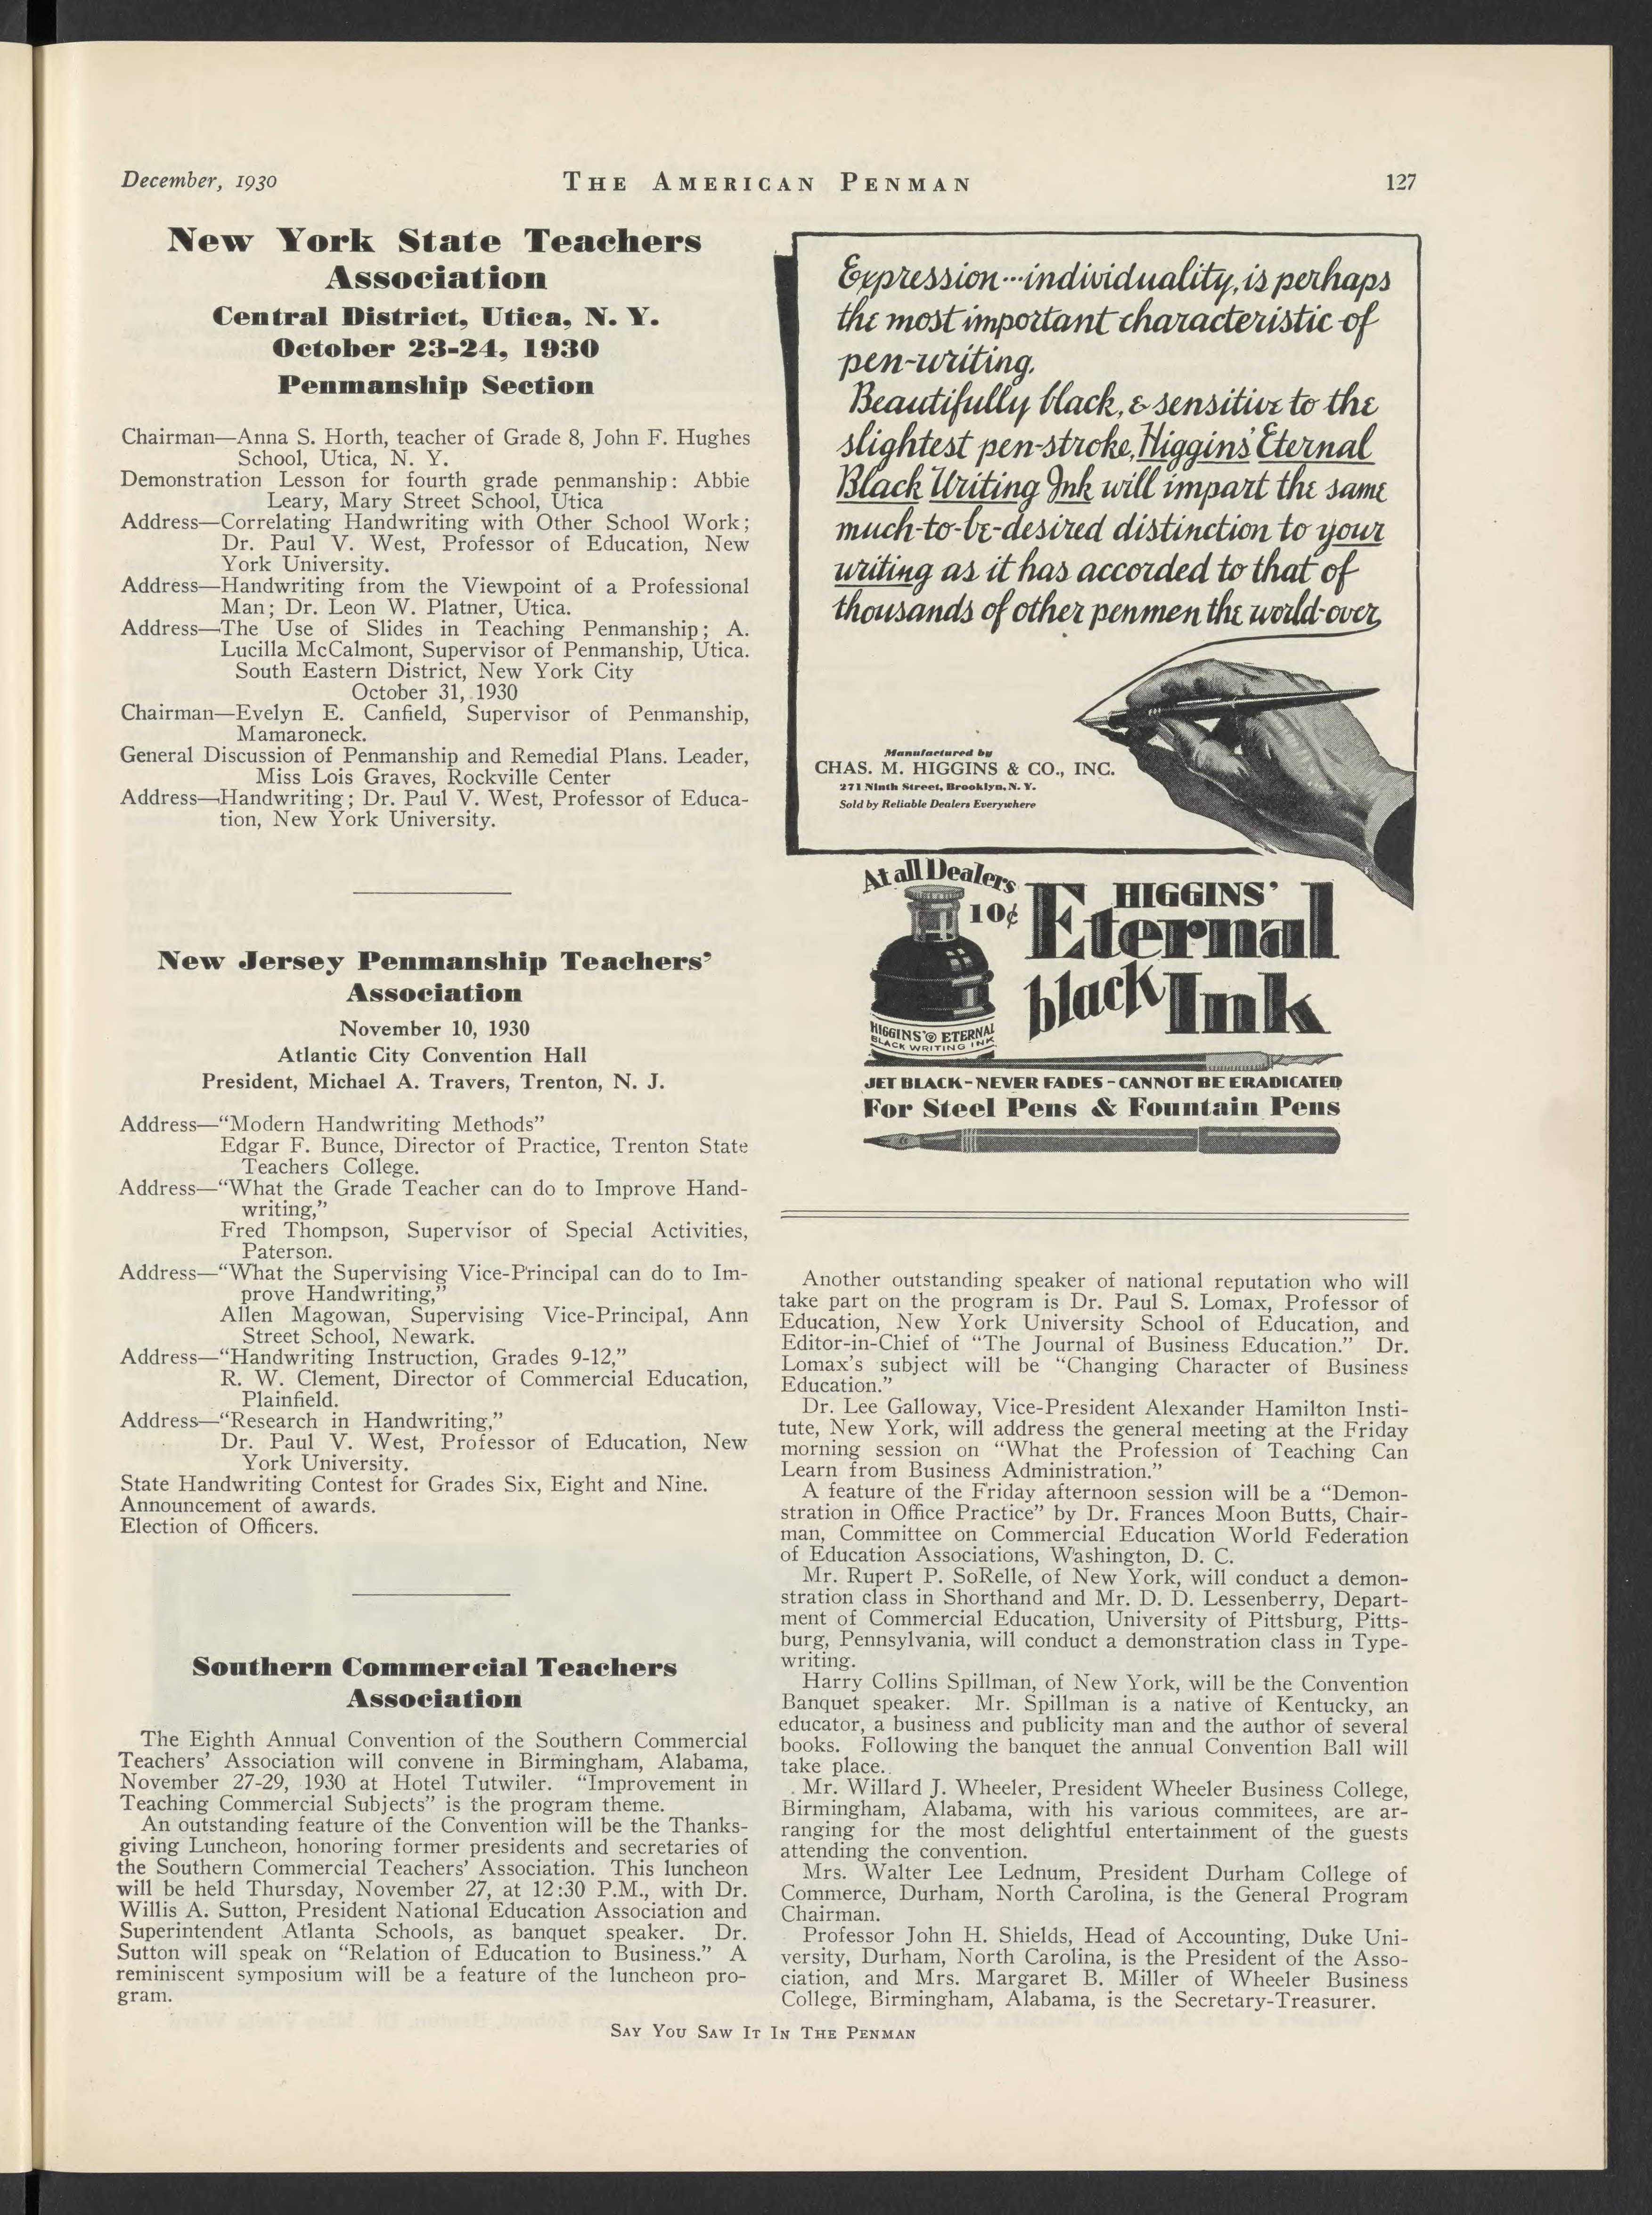 December, 1930
THE AMERICAN PENMAN
127
New York State Teachers
Association
Central District, Utica, N. Y.
October 23-24, 1930
Penmanship Section
Chairman—Anna S. Horth, teacher of Grade 8, John F. Hughes
School, Utica, N. Y.
Demonstration Lesson for fourth grade penmanship: Abbie
Leary, Mary Street School, Utica
Address—Correlating Handwriting with Other School Work;
Dr. Paul V. West, Professor of Education, New
York University.
Address—Handwriting from the Viewpoint of a Professional
Man; Dr. Leon W. Platner, Utica.
Address—The Use of Slides in Teaching Penmanship; A.
Lucilla McCalmont, Supervisor of Penmanship, Utica.
South Eastern District, New York City
October 31, 1930
Chairman—Evelyn E. Canfield, Supervisor of Penmanship,
Mamaroneck.
General Discussion of Penmanship and Remedial Plans. Leader,
Miss Lois Graves, Rockville Center
Address—Handwriting; Dr. Paul V. West, Professor of Educa-
tion, New York University.
New Jersey Penmanship Teachers'
Association
November 10, 1930
Atlantic City Convention Hall
President, Michael A. Travers, Trenton, N. J.
Address—"Modern Handwriting Methods"
Edgar F. Bunce, Director of Practice, Trenton State
Teachers College.
Address—"What the Grade Teacher can do to Improve Hand-
writing,"
Fred Thompson, Supervisor of Special Activities,
Paterson.
Address—"What the Supervising Vice-Principal can do to Im-
prove Handwriting,"
Allen Magowan, Supervising Vice-Principal, Ann
Street School, Newark.
Address—"Handwriting Instruction, Grades 9-12,"
R. W. Clement, Director of Commercial Education,
Plainfield.
Address—"Research in Handwriting,"
Dr. Paul V. West, Professor of Education, New
York University.
State Handwriting Contest for Grades Six, Eight and Nine.
Announcement of awards.
Election of Officers.
Southern Commercial Teachers
Association
The Eighth Annual Convention of the Southern Commercial
Teachers' Association will convene in Birmingham, Alabama,
November 27-29, 1930 at Hotel Tutwiler. "Improvement in
Teaching Commercial Subjects" is the program theme.
An outstanding feature of the Convention will be the Thanks-
giving Luncheon, honoring former presidents and secretaries of
the Southern Commercial Teachers' Association. This luncheon
will be held Thursday, November 27, at 12:30 P.M., with Dr.
Willis A. Sutton, President National Education Association and
Superintendent Atlanta Schools, as banquet speaker. Dr.
Sutton will speak on "Relation of Education to Business." A
reminiscent symposium will be a feature of the luncheon pro-
gram.
Expression---individuality, is perhaps
the most important characteristic of
pen-writing.
Beautifully black, & sensitive to the
slightest pen-stroke, Higgins' Eternal
Black Writing Ink will impart the same
much-to-be-desired distinction to your
writing as it has accorded to that of
thousands of other penmen the world-over
Manufactured by
CHAS. M. HIGGINS & CO., INC.
271 Ninth Street, Brooklyn, N. Y.
Sold by Reliable Dealers Everywhere
At all Dealers
10¢
HIGGINS'
Eternal
black Ink
HIGGINS' ETERNAL
BLACK WRITING INK
JET BLACK-NEVER FADES-CANNOT BE ERADICATED
For Steel Pens & Fountain Pens
Another outstanding speaker of national reputation who will
take part on the program is Dr. Paul S. Lomax, Professor of
Education, New York University School of Education, and
Editor-in-Chief of "The Journal of Business Education." Dr.
Lomax's subject will be "Changing Character of Business
Education."
Dr. Lee Galloway, Vice-President Alexander Hamilton Insti-
tute, New York, will address the general meeting at the Friday
morning session on "What the Profession of Teaching Can
Learn from Business Administration."
A feature of the Friday afternoon session will be a "Demon-
stration in Office Practice" by Dr. Frances Moon Butts, Chair-
man, Committee on Commercial Education World Federation
of Education Associations, Washington, D. C.
Mr. Rupert P. SoRelle, of New York, will conduct a demon-
stration class in Shorthand and Mr. D. D. Lessenberry, Depart-
ment of Commercial Education, University of Pittsburg, Pitts-
burg, Pennsylvania, will conduct a demonstration class in Type-
writing.
Harry Collins Spillman, of New York, will be the Convention
Banquet speaker. Mr. Spillman is a native of Kentucky, an
educator, a business and publicity man and the author of several
books. Following the banquet the annual Convention Ball will
take place.
Mr. Willard J. Wheeler, President Wheeler Business College,
Birmingham, Alabama, with his various commitees, are ar-
ranging for the most delightful entertainment of the guests
attending the convention.
Mrs. Walter Lee Lednum, President Durham College of
Commerce, Durham, North Carolina, is the General Program
Chairman.
Professor John H. Shields, Head of Accounting, Duke Uni-
versity, Durham, North Carolina, is the President of the Asso-
ciation, and Mrs. Margaret B. Miller of Wheeler Business
College, Birmingham, Alabama, is the Secretary-Treasurer.
SAY YOU SAW IT IN THE PENMAN